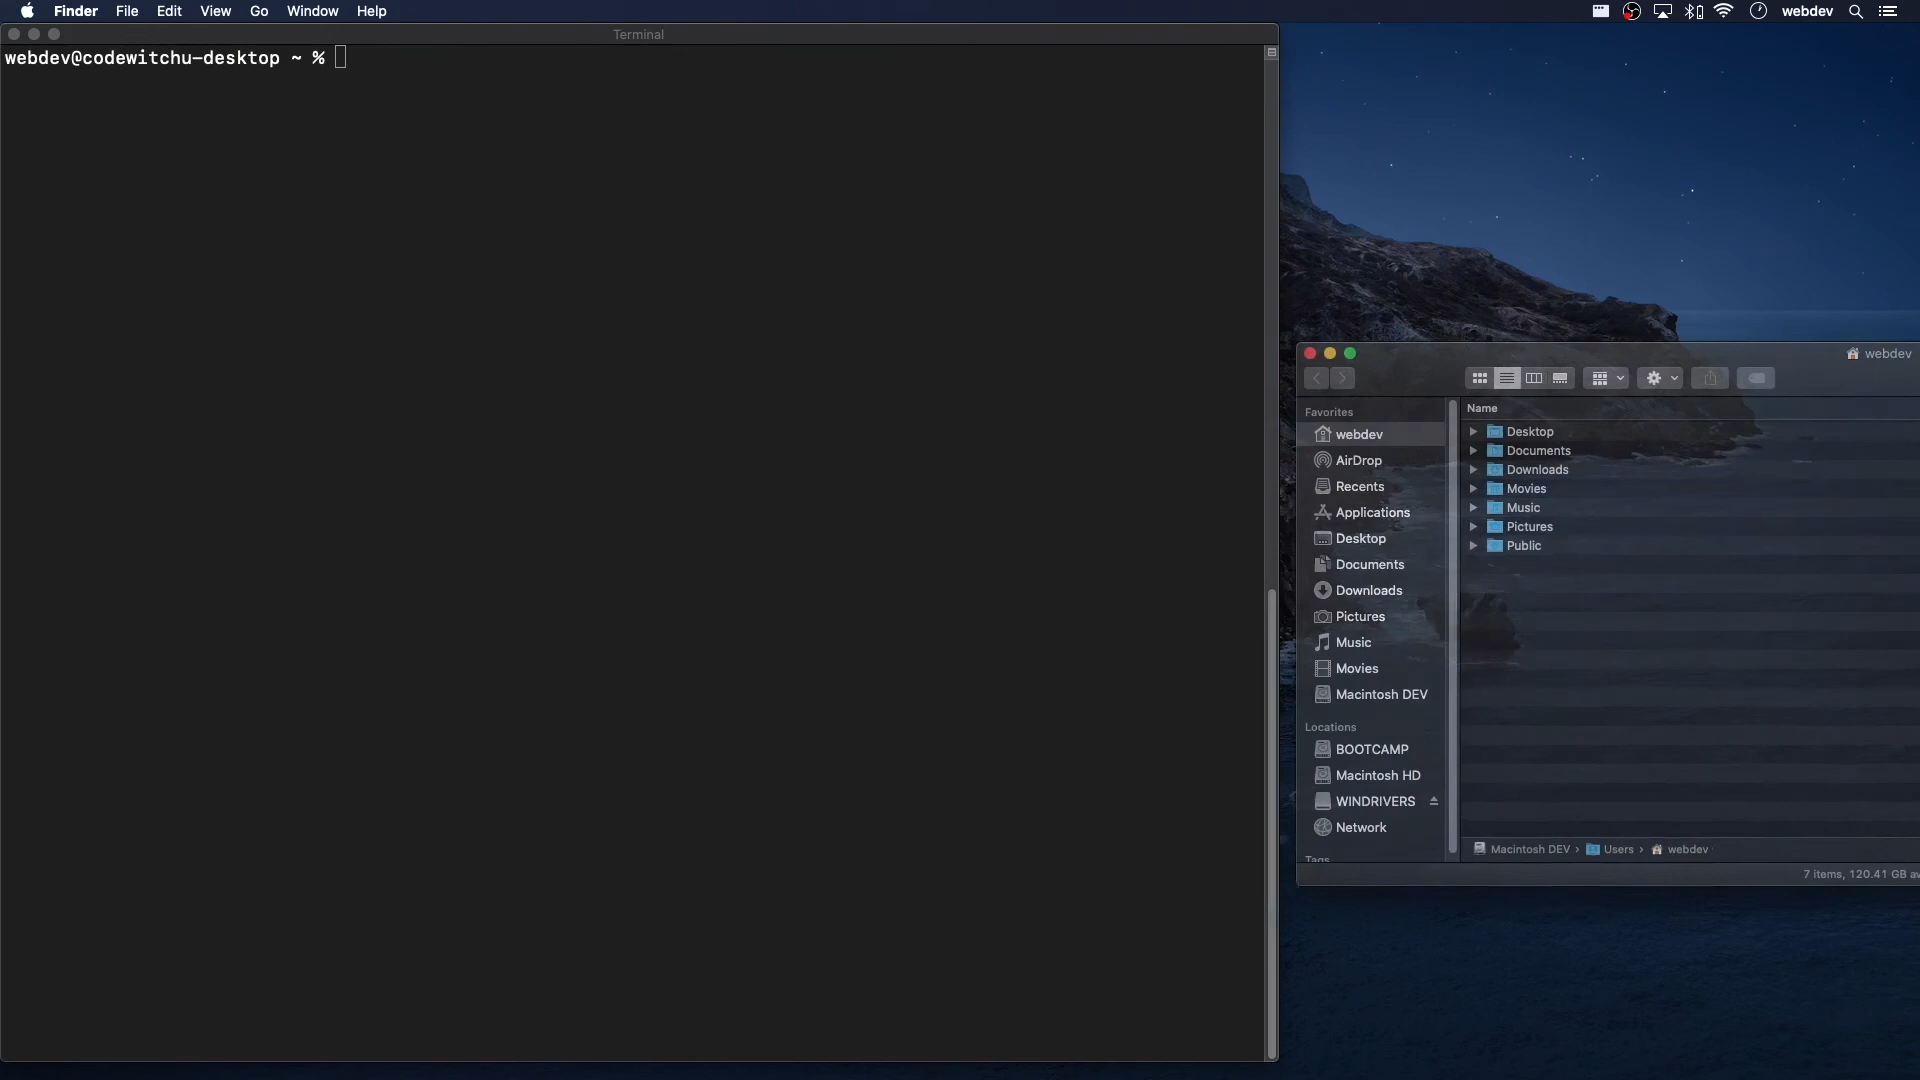 Finder File Edit View Go Window Help webdev
Terminal
webdev@codewitchu-desktop ~ %
webdev
Favorites
webdev
AirDrop
Recents
Applications
Desktop
Documents
Downloads
Pictures
Music
Movies
Macintosh DEV
Locations
BOOTCAMP
Macintosh HD
WINDRIVERS
Network
Tags
Name
Desktop
Documents
Downloads
Movies
Music
Pictures
Public
Macintosh DEV › Users › webdev
7 items, 120.41 GB av